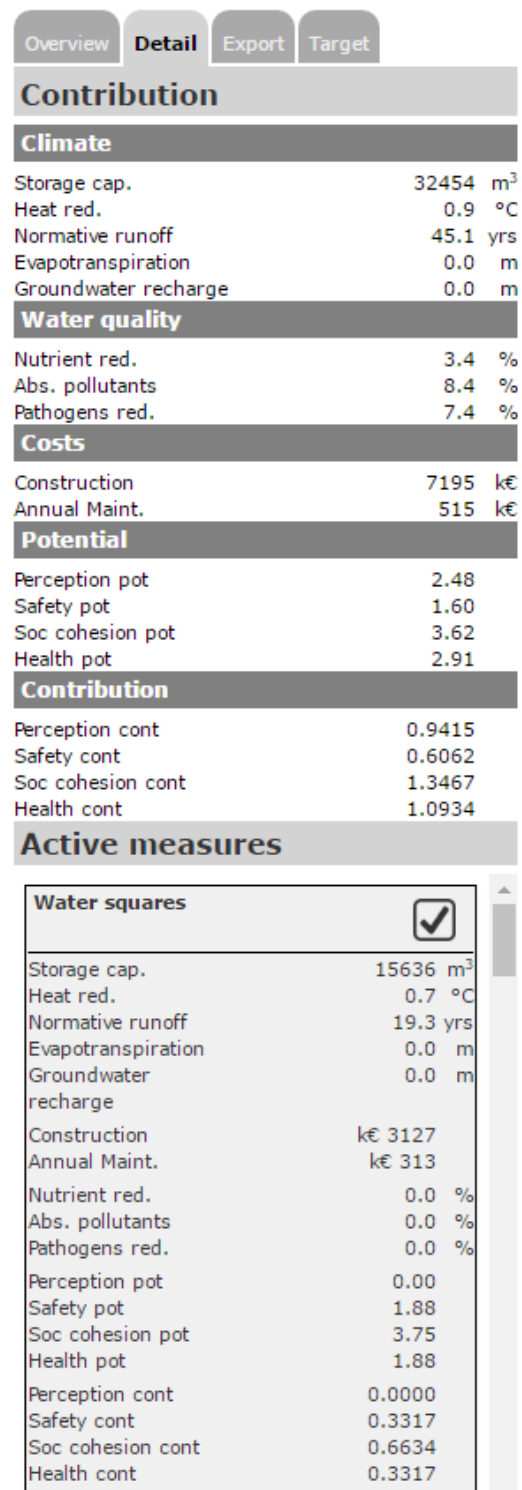 Overview Detail Export Target
Contribution
Climate
Storage cap. 32454 m³
Heat red. 0.9 °C
Normative runoff 45.1 yrs
Evapotranspiration 0.0 m
Groundwater recharge 0.0 m
Water quality
Nutrient red. 3.4 %
Abs. pollutants 8.4 %
Pathogens red. 7.4 %
Costs
Construction 7195 k€
Annual Maint. 515 k€
Potential
Perception pot 2.48
Safety pot 1.60
Soc cohesion pot 3.62
Health pot 2.91
Contribution
Perception cont 0.9415
Safety cont 0.6062
Soc cohesion cont 1.3467
Health cont 1.0934
Active measures
Water squares
Storage cap. 15636 m³
Heat red. 0.7 °C
Normative runoff 19.3 yrs
Evapotranspiration 0.0 m
Groundwater 0.0 m
recharge
Construction k€ 3127
Annual Maint. k€ 313
Nutrient red. 0.0 %
Abs. pollutants 0.0 %
Pathogens red. 0.0 %
Perception pot 0.00
Safety pot 1.88
Soc cohesion pot 3.75
Health pot 1.88
Perception cont 0.0000
Safety cont 0.3317
Soc cohesion cont 0.6634
Health cont 0.3317